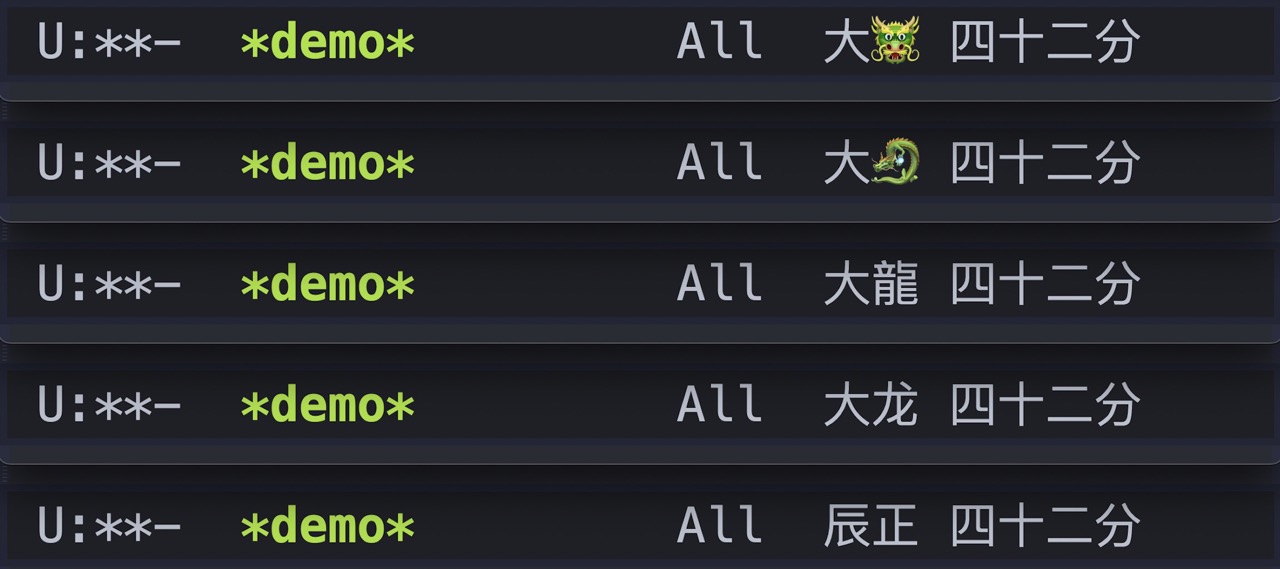 U:**-  *demo*  All  大🐲 四十二分
U:**-  *demo*  All  大🐉 四十二分
U:**-  *demo*  All  大龍 四十二分
U:**-  *demo*  All  大龙 四十二分
U:**-  *demo*  All  辰正 四十二分